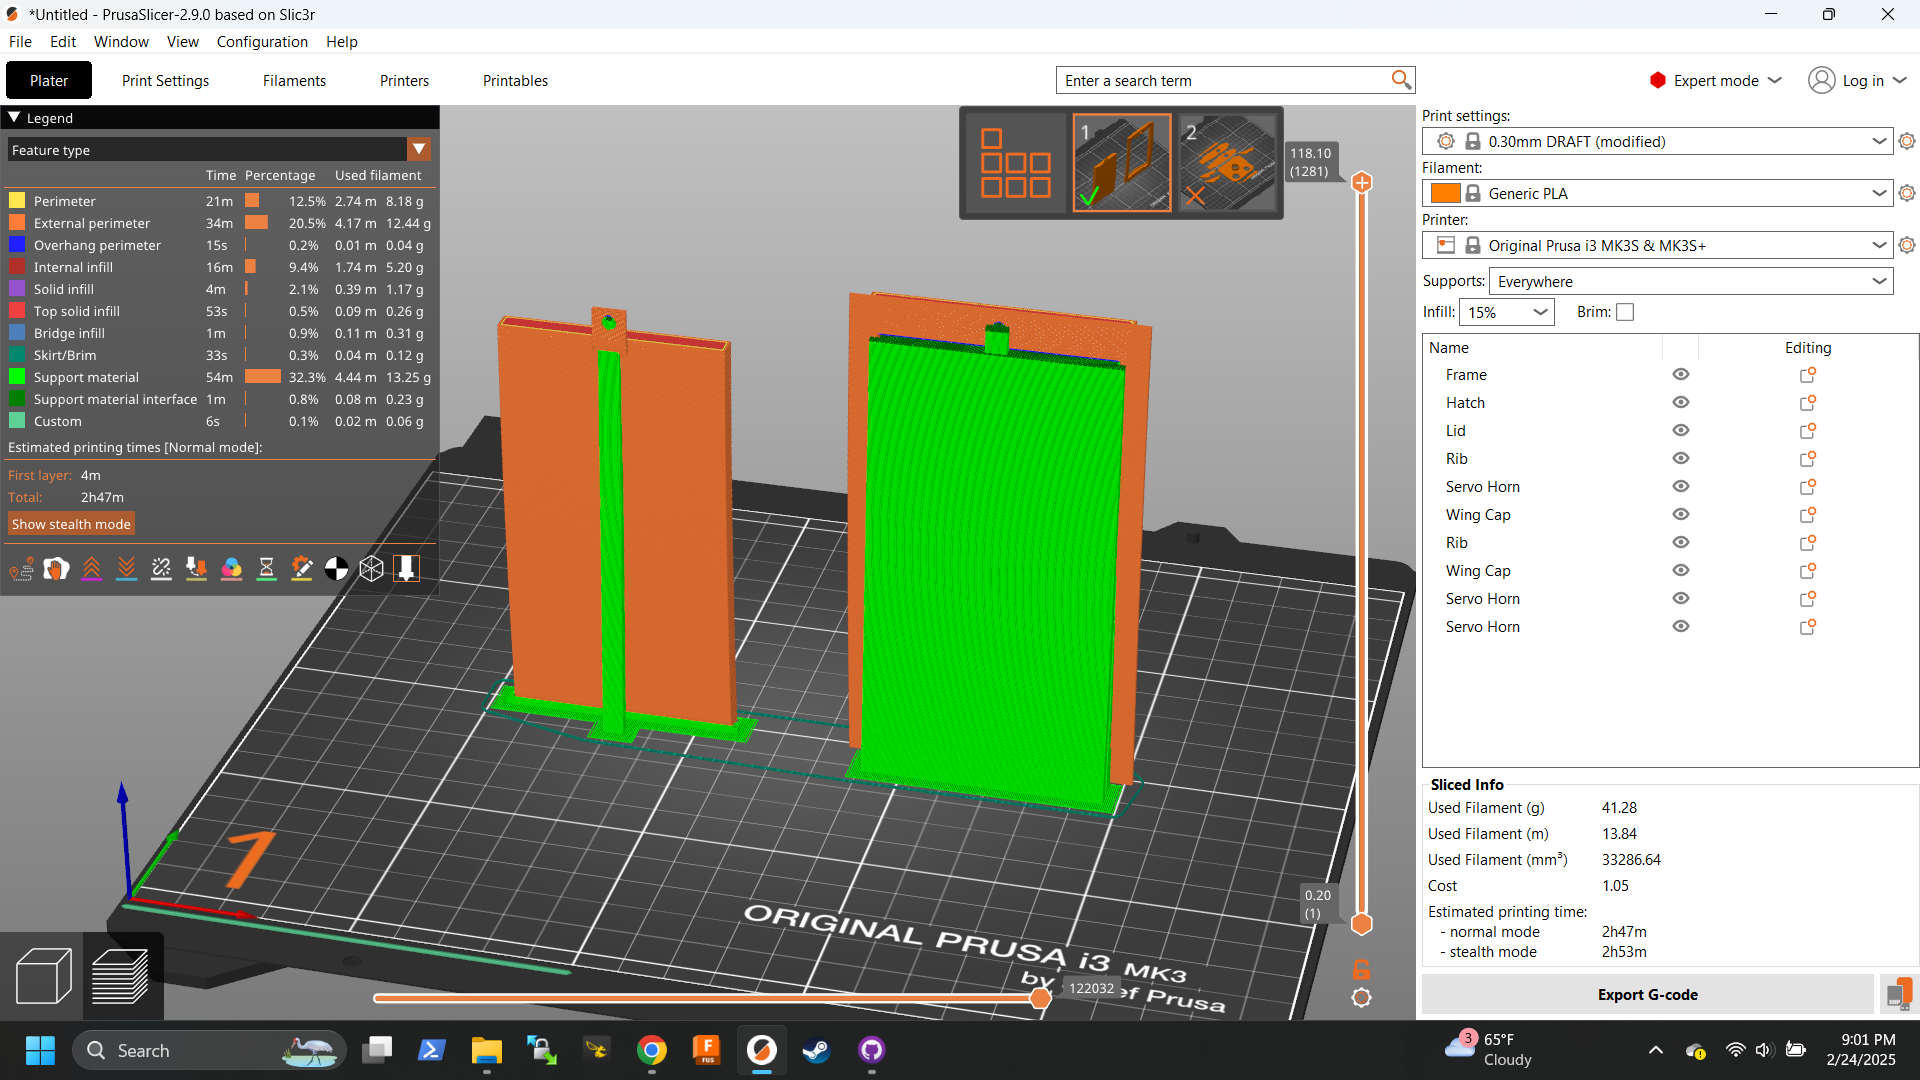 *Untitled - PrusaSlicer-2.9.0 based on Slic3r
File Edit Window View Configuration Help
Plater Print Settings Filaments Printers Printables
Enter a search term
Expert mode
Log in
Legend
Feature type
Time Percentage Used filament
Perimeter 21m 12.5% 2.74 m 8.18 g
External perimeter 34m 20.5% 4.17 m 12.44 g
Overhang perimeter 15s 0.2% 0.01 m 0.04 g
Internal infill 16m 9.4% 1.74 m 5.20 g
Solid infill 4m 2.1% 0.39 m 1.17 g
Top solid infill 53s 0.5% 0.09 m 0.26 g
Bridge infill 1m 0.9% 0.11 m 0.31 g
Skirt/Brim 33s 0.3% 0.04 m 0.12 g
Support material 54m 32.3% 4.44 m 13.25 g
Support material interface 1m 0.8% 0.08 m 0.23 g
Custom 6s 0.1% 0.02 m 0.06 g
Estimated printing times [Normal mode]:
First layer: 4m
Total: 2h47m
Show stealth mode
1
2
118.10
(1281)
0.20
(1)
122032
1
ORIGINAL PRUSA i3 MK3
by
ef Prusa
Print settings:
0.30mm DRAFT (modified)
Filament:
Generic PLA
Printer:
Original Prusa i3 MK3S & MK3S+
Supports: Everywhere
Infill: 15% Brim:
Name Editing
Frame
Hatch
Lid
Rib
Servo Horn
Wing Cap
Rib
Wing Cap
Servo Horn
Servo Horn
Sliced Info
Used Filament (g) 41.28
Used Filament (m) 13.84
Used Filament (mm³) 33286.64
Cost 1.05
Estimated printing time:
- normal mode 2h47m
- stealth mode 2h53m
Export G-code
Search
F
FUS
3
65°F
Cloudy
9:01 PM
2/24/2025